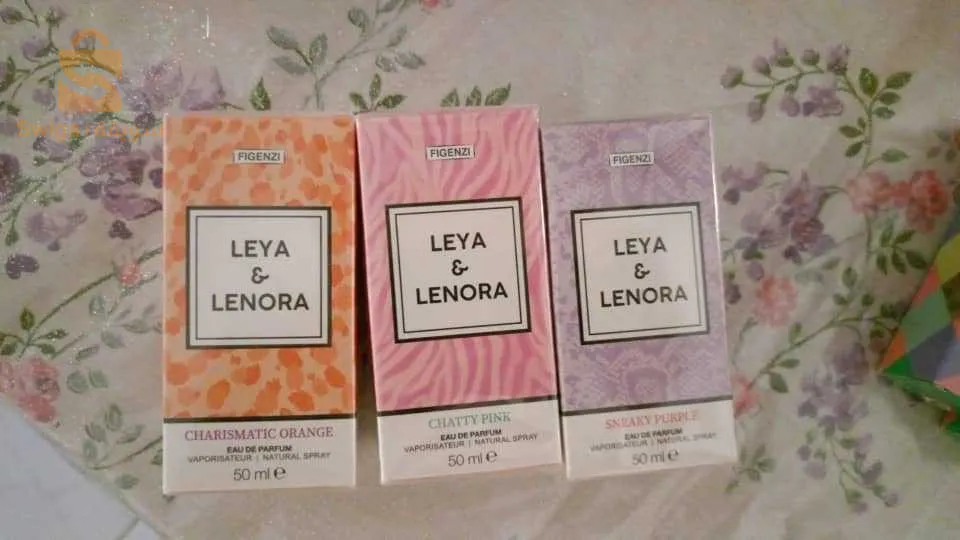 FIGENZI
LEYA
&
LENORA
CHARISMATIC ORANGE
EAU DE PARFUM
VAPORISATEUR | NATURAL SPRAY
50 ml ℮
FIGENZI
LEYA
&
LENORA
CHATTY PINK
EAU DE PARFUM
VAPORISATEUR | NATURAL SPRAY
50 ml ℮
FIGENZI
LEYA
&
LENORA
SNEAKY PURPLE
EAU DE PARFUM
VAPORISATEUR | NATURAL SPRAY
50 ml ℮